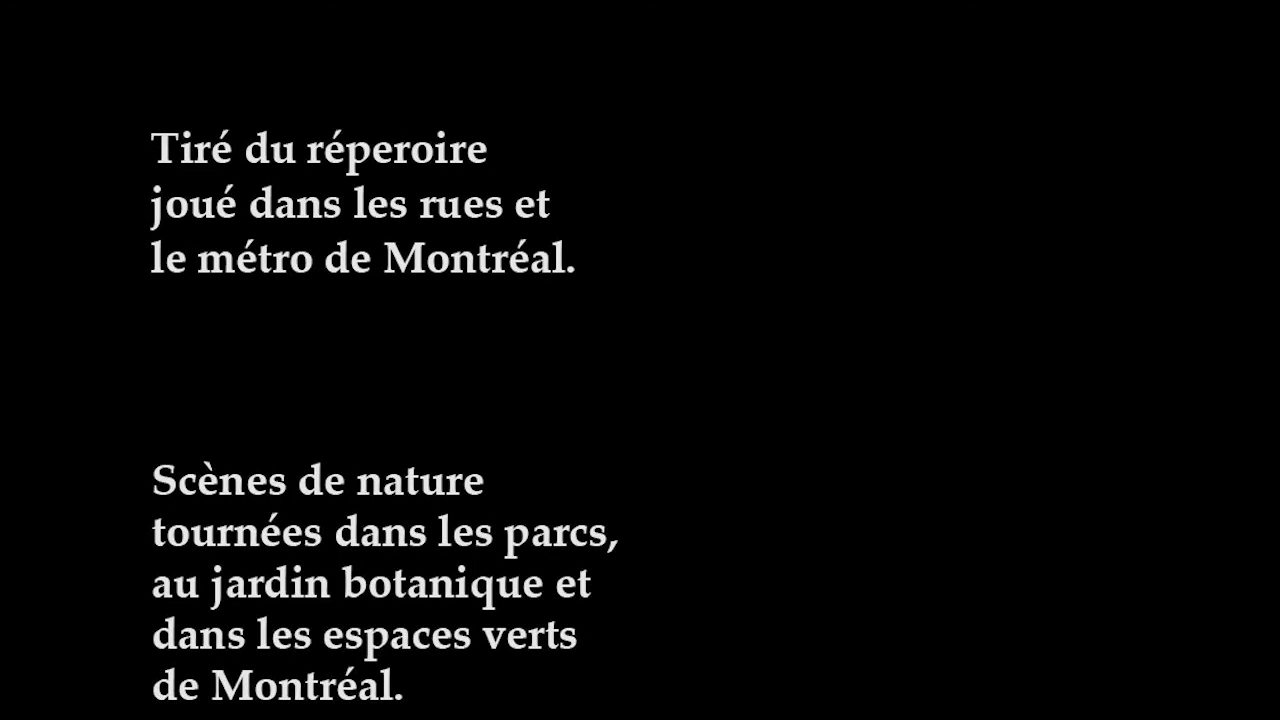 Tiré du réperoire
joué dans les rues et
le métro de Montréal.
Scènes de nature
tournées dans les parcs,
au jardin botanique et
dans les espaces verts
de Montréal.